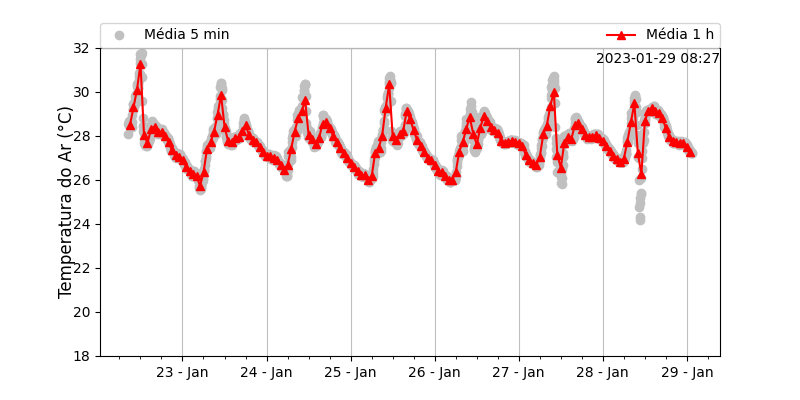 Média 5 min
Média 1 h
2023-01-29 08:27
Temperatura do Ar (°C)
32
30
28
26
24
22
20
18
23 - Jan
24 - Jan
25 - Jan
26 - Jan
27 - Jan
28 - Jan
29 - Jan